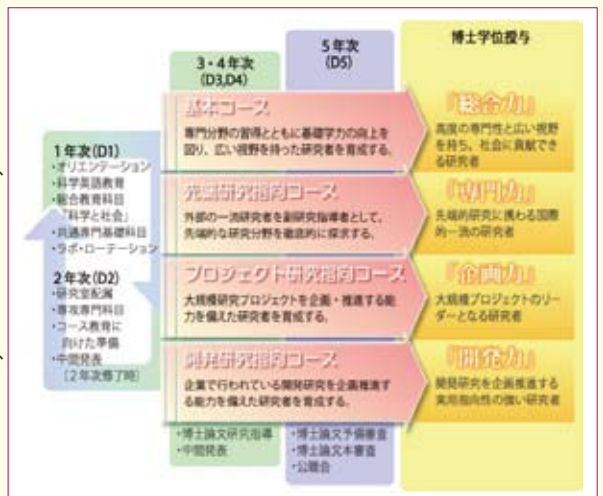 1年次(D1)
・オリエンテーション
・科学英語教育
・総合教育科目
「科学と社会」
・共通専門基礎科目
・ラボ・ローテーション
2年次(D2)
・研究室配属
・専攻専門科目
・コース教育に
向けた準備
・中間発表
(2年次修了時)
3・4年次
(D3,D4)
5年次
(D5)
博士学位授与
基本コース
専門分野の習得とともに基礎学力の向上を
図り、広い視野を持った研究者を育成する。
『総合力』
高度の専門性と広い視野
を持ち、社会に貢献でき
る研究者
先端研究指向コース
外部の一流研究者を副研究指導者として、
先端的な研究分野を徹底的に探求する。
『専門力』
先端的研究に携わる国際
的一流の研究者
プロジェクト研究指向コース
大規模研究プロジェクトを企画・推進する能
力を備えた研究者を育成する。
『企画力』
大規模プロジェクトのリー
ダーとなる研究者
開発研究指向コース
企業で行われている開発研究を企画推進す
る能力を備えた研究者を育成する。
『開発力』
開発研究を企画推進する
実用指向性の強い研究者
・博士論文研究指導
・中間発表
・博士論文予備審査
・博士論文本審査
・公聴会